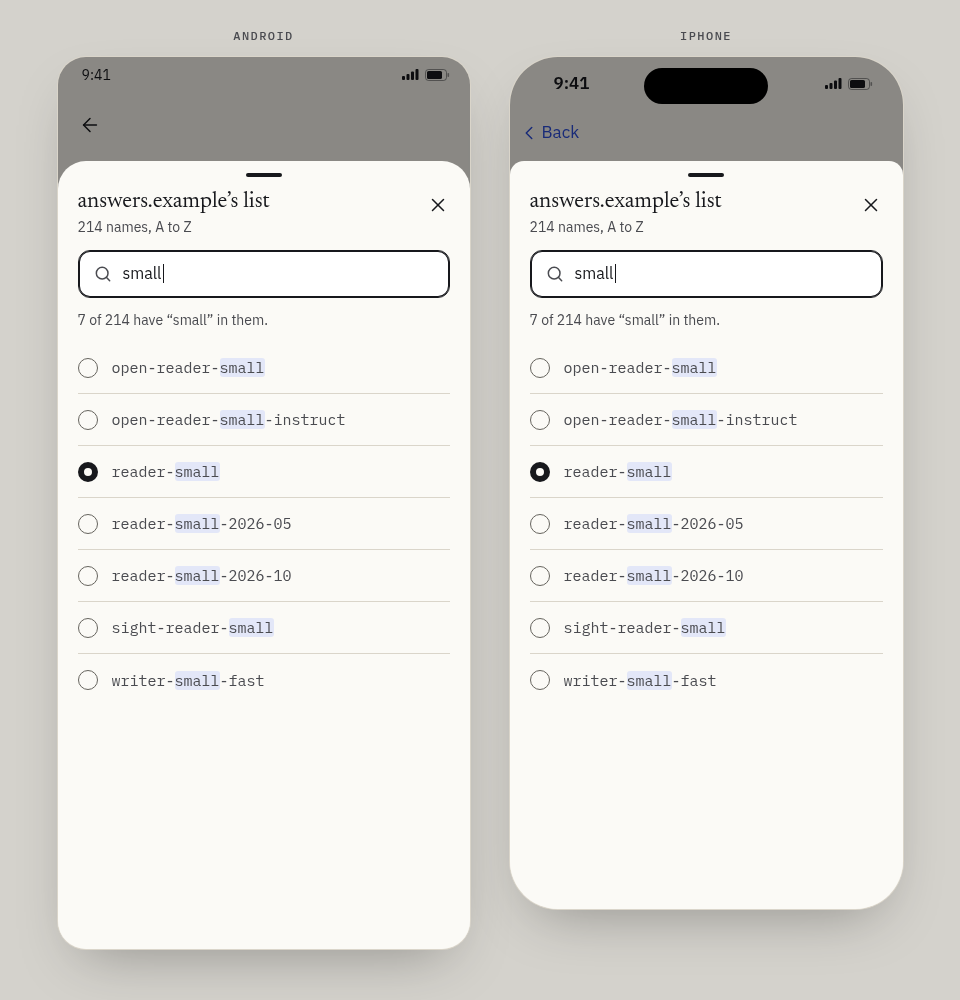 ANDROID
9:41
answers.example’s list
214 names, A to Z
small
7 of 214 have “small” in them.
open-reader-small
open-reader-small-instruct
reader-small
reader-small-2026-05
reader-small-2026-10
sight-reader-small
writer-small-fast
IPHONE
9:41
Back
answers.example’s list
214 names, A to Z
small
7 of 214 have “small” in them.
open-reader-small
open-reader-small-instruct
reader-small
reader-small-2026-05
reader-small-2026-10
sight-reader-small
writer-small-fast